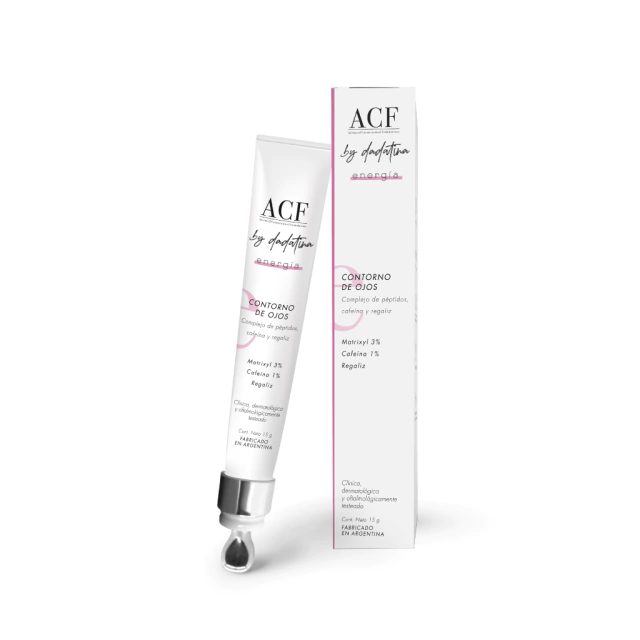 ACF
by dadatina
energía
e
CONTORNO
DE OJOS
Complejo de péptidos,
cafeína y regaliz
Matrixyl 3%
Cafeína 1%
Regaliz
Clínica, dermatológica
y oftalmológicamente
testeado
Cont. Neto 15 g
FABRICADO
EN ARGENTINA
ACF
by dadatina
energía
e
CONTORNO
DE OJOS
Complejo de péptidos,
cafeína y regaliz
Matrixyl 3%
Cafeína 1%
Regaliz
Clínica,
dermatológica
y oftalmológicamente
testeado
Cont. Neto 15 g
FABRICADO
EN ARGENTINA